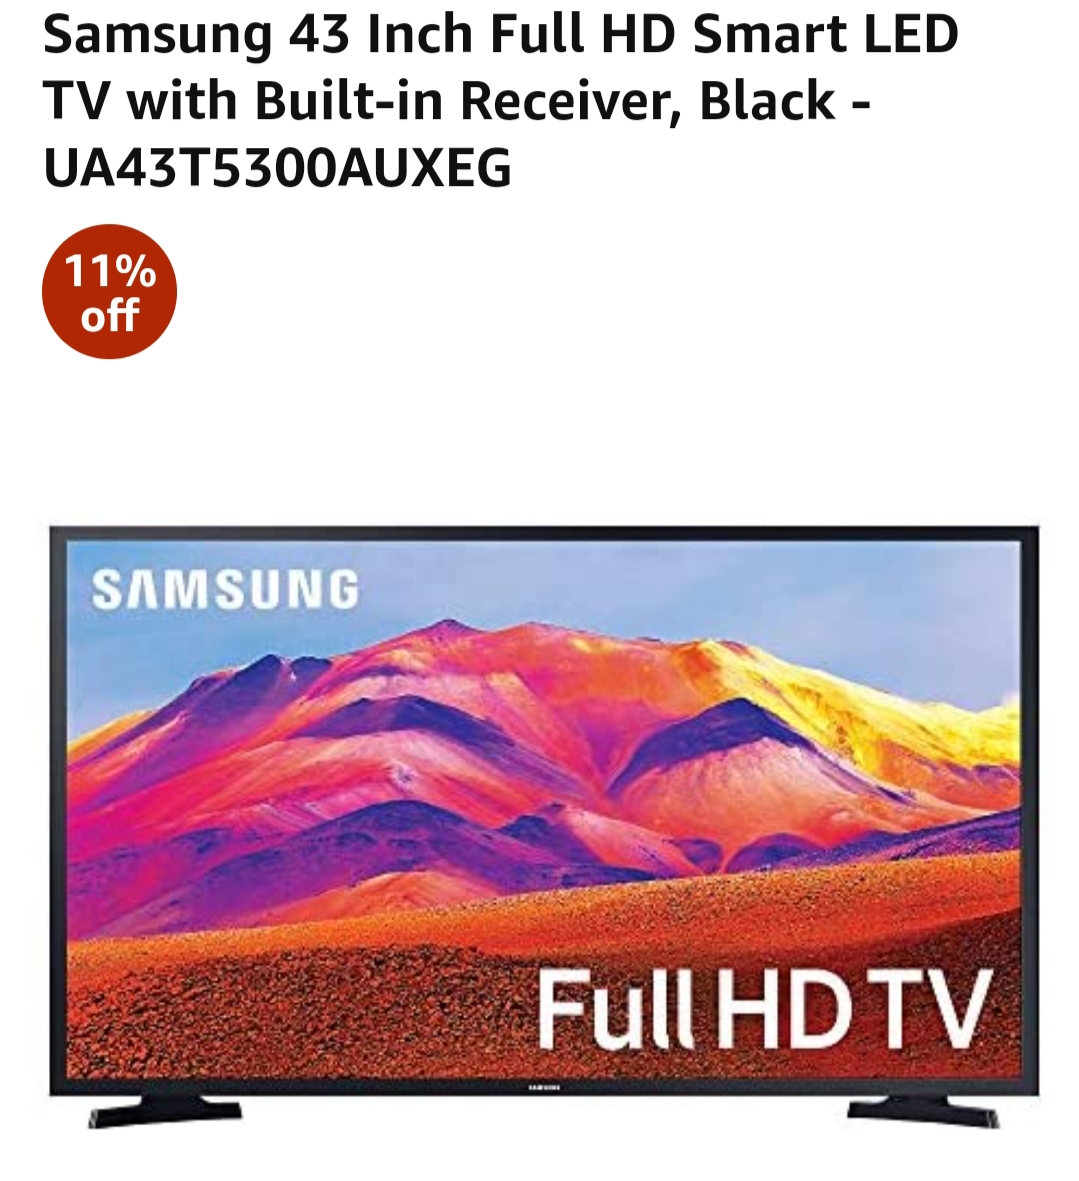 Samsung 43 Inch Full HD Smart LED
TV with Built-in Receiver, Black -
UA43T5300AUXEG
11%
off
SAMSUNG
Full HD TV
SAMSUNG